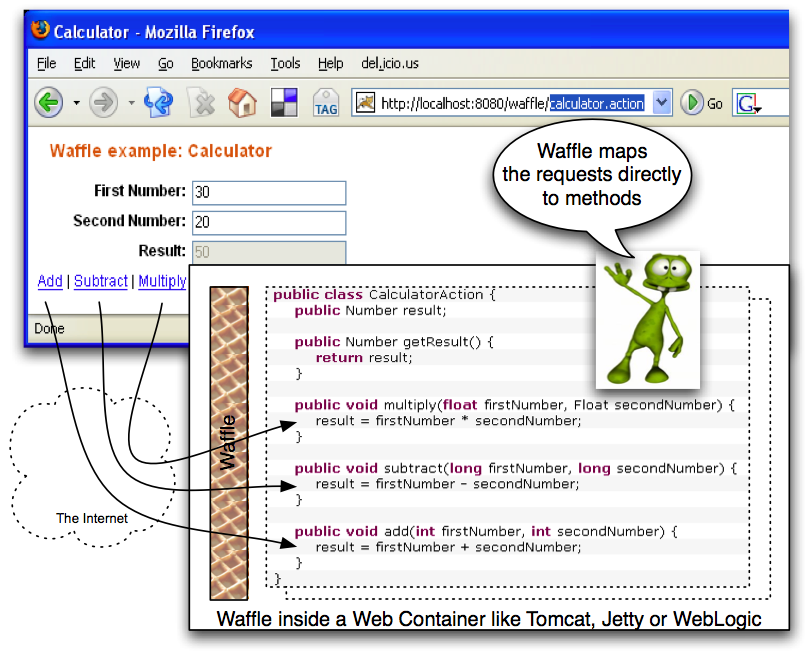 Calculator - Mozilla Firefox
File Edit View Go Bookmarks Tools Help del.icio.us
TAG http://localhost:8080/waffle/calculator.action Go G
Waffle example: Calculator
Waffle maps
the requests directly
to methods
First Number: 30
Second Number: 20
Result: 50
Add | Subtract | Multiply
Done
The Internet
Waffle
public class CalculatorAction {
public Number result;
public Number getResult() {
return result;
}
public void multiply(float firstNumber, Float secondNumber) {
result = firstNumber * secondNumber;
}
public void subtract(long firstNumber, long secondNumber) {
result = firstNumber - secondNumber;
}
public void add(int firstNumber, int secondNumber) {
result = firstNumber + secondNumber;
}
}
Waffle inside a Web Container like Tomcat, Jetty or WebLogic